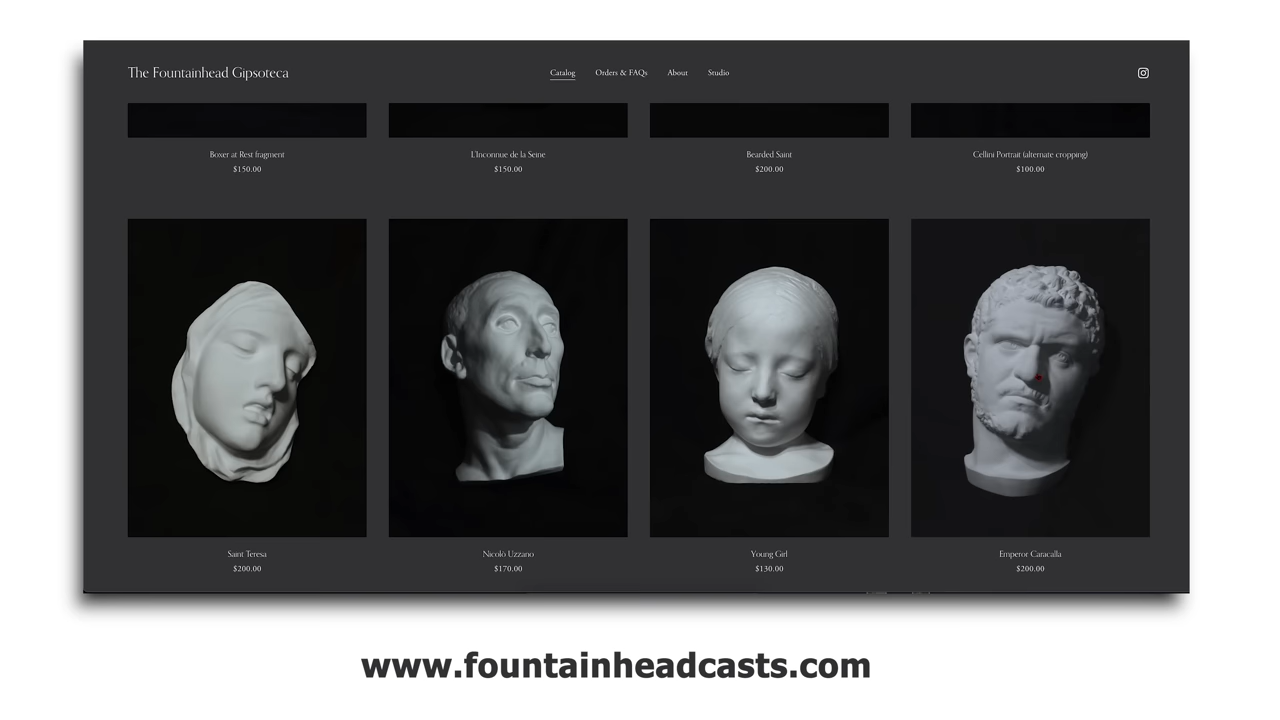 The Fountainhead Gipsoteca
Catalog Orders & FAQs About Studio
Boxer at Rest fragment
$150.00
L'Inconnue de la Seine
$150.00
Bearded Saint
$200.00
Cellini Portrait (alternate cropping)
$100.00
Saint Teresa
$200.00
Nicolò Uzzano
$170.00
Young Girl
$130.00
Emperor Caracalla
$200.00
www.fountainheadcasts.com